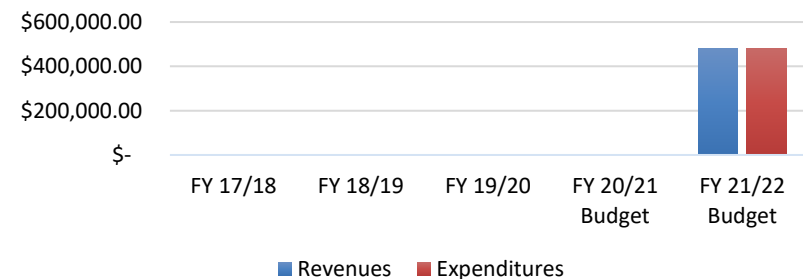 $600,000.00
$400,000.00
$200,000.00
$-
FY 17/18 FY 18/19 FY 19/20 FY 20/21 FY 21/22
Budget Budget
Revenues Expenditures